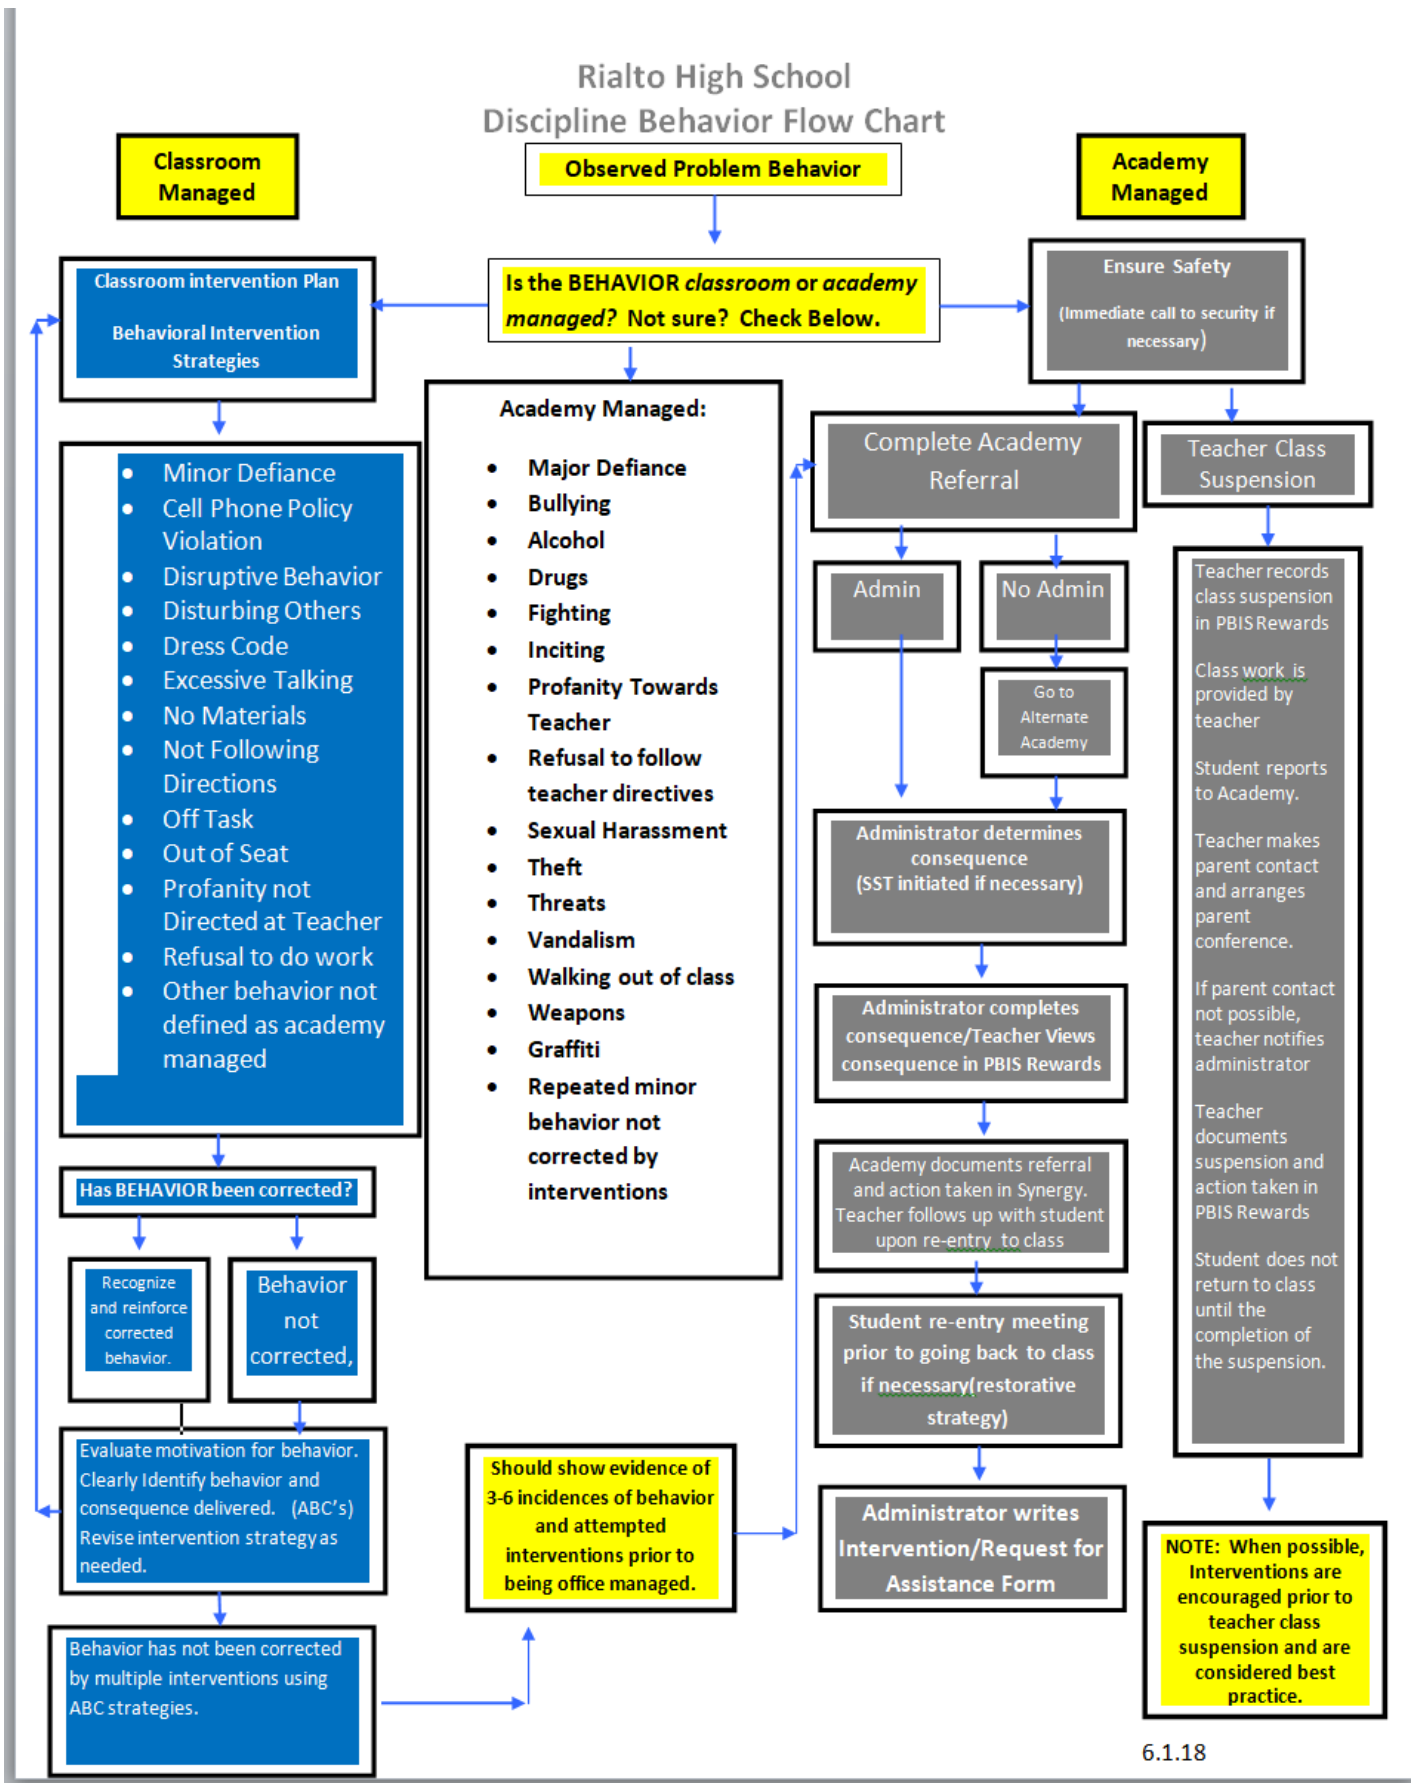 Rialto High School
Discipline Behavior Flow Chart
Classroom
Managed
Observed Problem Behavior
Academy
Managed
Classroom intervention Plan
Behavioral Intervention
Strategies
Is the BEHAVIOR classroom or academy
managed? Not sure? Check Below.
Ensure Safety
(Immediate call to security if
necessary)
• Minor Defiance
• Cell Phone Policy
Violation
• Disruptive Behavior
• Disturbing Others
• Dress Code
• Excessive Talking
• No Materials
• Not Following
Directions
• Off Task
• Out of Seat
• Profanity not
Directed at Teacher
• Refusal to do work
• Other behavior not
defined as academy
managed
Has BEHAVIOR been corrected?
Recognize
and reinforce
corrected
behavior.
Behavior
not
corrected,
Evaluate motivation for behavior.
Clearly Identify behavior and
consequence delivered. (ABC's)
Revise intervention strategy as
needed.
Behavior has not been corrected
by multiple interventions using
ABC strategies.
Academy Managed:
• Major Defiance
• Bullying
• Alcohol
• Drugs
• Fighting
• Inciting
• Profanity Towards
Teacher
• Refusal to follow
teacher directives
• Sexual Harassment
• Theft
• Threats
• Vandalism
• Walking out of class
• Weapons
• Graffiti
• Repeated minor
behavior not
corrected by
interventions
Should show evidence of
3-6 incidences of behavior
and attempted
interventions prior to
being office managed.
Complete Academy
Referral
Admin
No Admin
Go to
Alternate
Academy
Administrator determines
consequence
(SST initiated if necessary)
Administrator completes
consequence/Teacher Views
consequence in PBIS Rewards
Academy documents referral
and action taken in Synergy.
Teacher follows up with student
upon re-entry to class
Student re-entry meeting
prior to going back to class
if necessary(restorative
strategy)
Administrator writes
Intervention/Request for
Assistance Form
Teacher Class
Suspension
Teacher records
class suspension
in PBIS Rewards
Class work is
provided by
teacher
Student reports
to Academy.
Teacher makes
parent contact
and arranges
parent
conference.
If parent contact
not possible,
teacher notifies
administrator
Teacher
documents
suspension and
action taken in
PBIS Rewards
Student does not
return to class
until the
completion of
the suspension.
NOTE: When possible,
Interventions are
encouraged prior to
teacher class
suspension and are
considered best
practice.
6.1.18